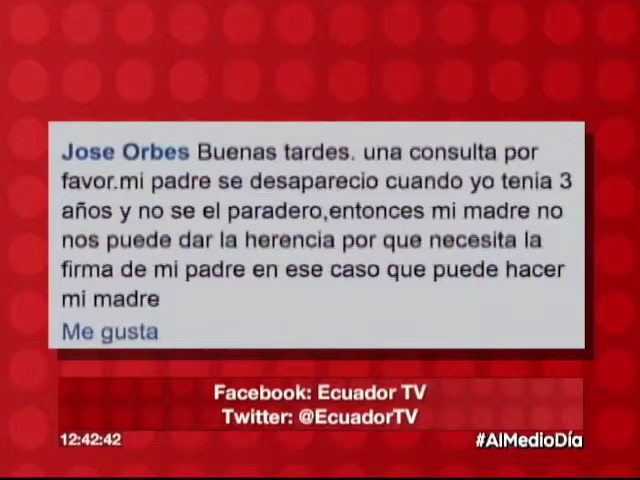 Jose Orbes Buenas tardes. una consulta por
favor.mi padre se desaparecio cuando yo tenia 3
años y no se el paradero,entonces mi madre no
nos puede dar la herencia por que necesita la
firma de mi padre en ese caso que puede hacer
mi madre
Me gusta
Facebook: Ecuador TV
Twitter: @EcuadorTV
12:42:42
#AlMedioDía